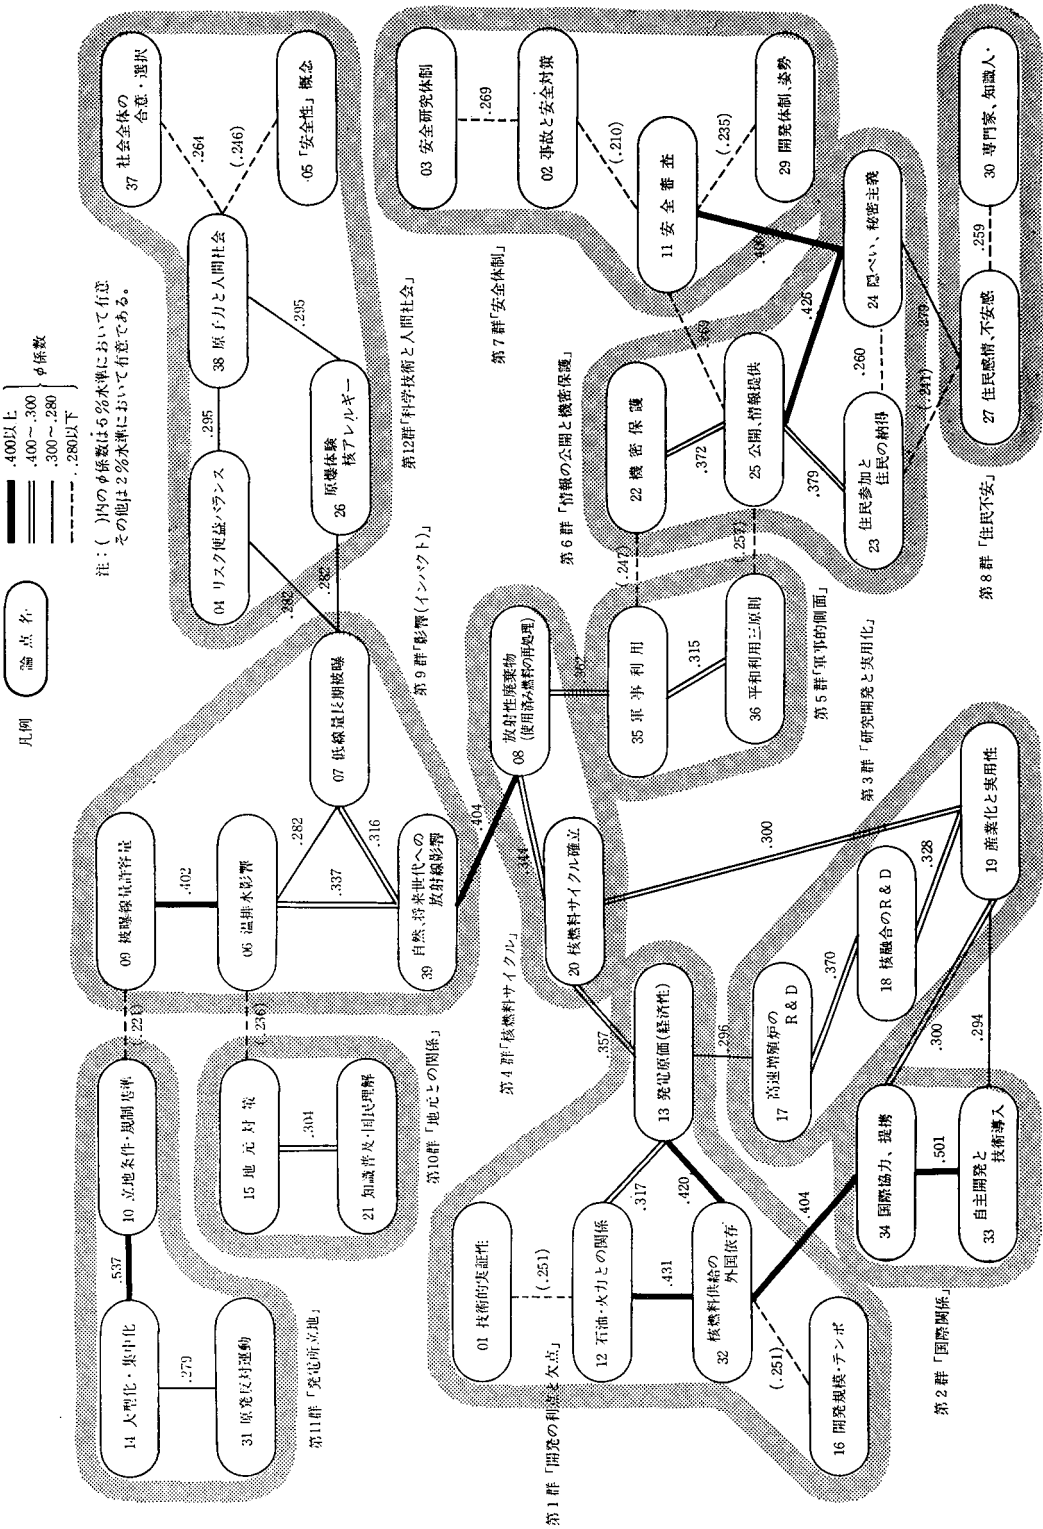 凡例
論点名
.400以上
.400～.300
.300～.280
.280以下
φ係数
注：( )内のφ係数は5％水準において有意
その他は2％水準において有意である。
14 大型化・集中化
.537
10 立地条件・規制基準
.279
31 原発反対運動
第11群「発電所立地」
(.221)
09 被曝線量許容量
.402
06 温排水影響
(.236)
15 地元対策
.304
21 知識普及・国民理解
第10群「地元との関係」
.282
.337
.316
07 低線量長期被曝
39 自然、将来世代への
放射線影響
第9群「影響(インパクト)」
.282
.282
04 リスク便益バランス
.295
38 原子力と人間社会
.264
37 社会全体の
合意・選択
(.246)
05 「安全性」概念
.295
26 原爆体験
核アレルギー
第12群「科学技術と人間社会」
.404
08 放射性廃棄物
(使用済み燃料の再処理)
.344
20 核燃料サイクル確立
第4群「核燃料サイクル」
.362
35 軍事利用
.315
36 平和利用三原則
第5群「軍事的側面」
(.247)
(.257)
22 機密保護
.372
25 公開、情報提供
.379
23 住民参加と
住民の納得
.260
24 隠ぺい、秘密主義
.426
第6群「情報の公開と機密保護」
11 安全審査
(.210)
02 事故と安全対策
.269
03 安全研究体制
(.235)
29 開発体制、姿勢
第7群「安全体制」
.279
(.241)
27 住民感情、不安感
.259
30 専門家、知識人・
第8群「住民不安」
.357
13 発電原価(経済性)
.317
.420
01 技術的実証性
(.251)
12 石油・火力との関係
.431
32 核燃料供給の
外国依存
(.251)
16 開発規模・テンポ
第1群「開発の利点と欠点」
.296
17 高速増殖炉の
R & D
.370
18 核融合のR & D
.328
19 産業化と実用性
.300
第3群「研究開発と実用化」
.404
34 国際協力、提携
.501
33 自主開発と
技術導入
.300
.294
第2群「国際関係」